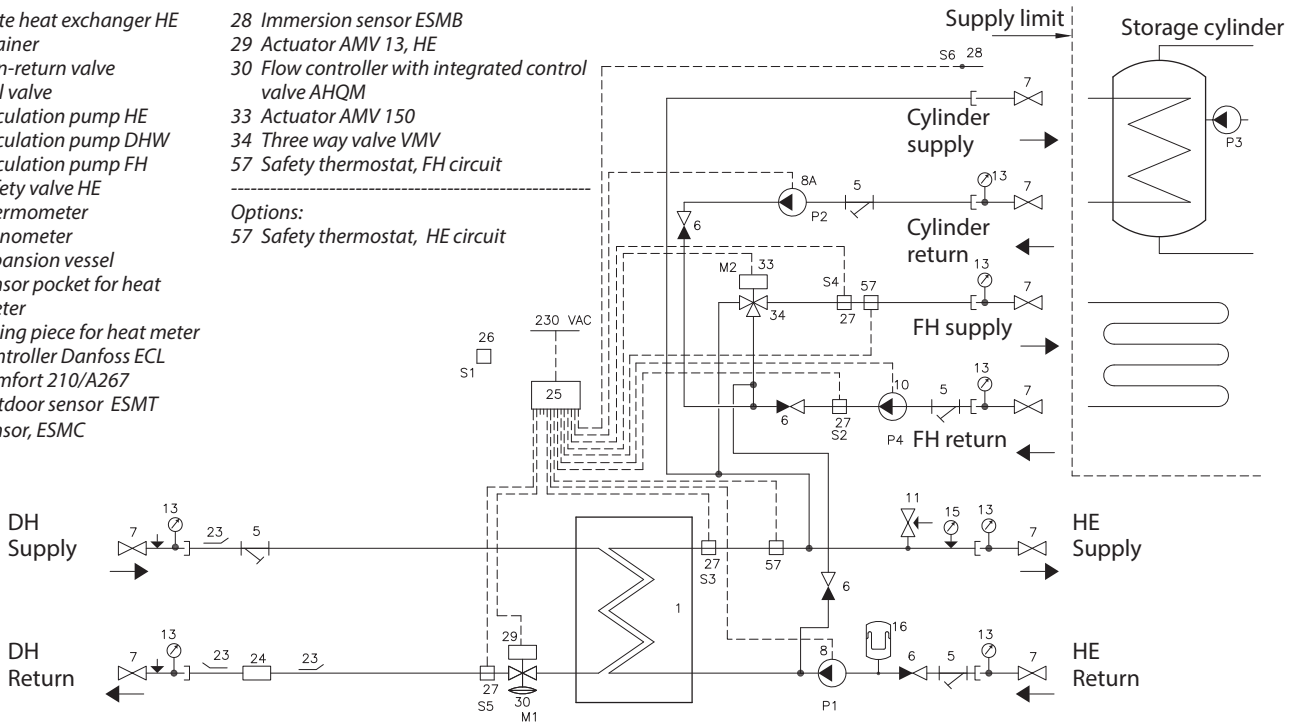 te heat exchanger HE
ainer
n-return valve
l valve
culation pump HE
culation pump DHW
culation pump FH
fety valve HE
ermometer
nometer
pansion vessel
nsor pocket for heat
eter
ing piece for heat meter
ntroller Danfoss ECL
mfort 210/A267
tdoor sensor ESMT
nsor, ESMC
28 Immersion sensor ESMB
29 Actuator AMV 13, HE
30 Flow controller with integrated control
valve AHQM
33 Actuator AMV 150
34 Three way valve VMV
57 Safety thermostat, FH circuit
Options:
57 Safety thermostat, HE circuit
Supply limit
Storage cylinder
S6 28
7
Cylinder
supply
P3
8A
P2
5
13
7
6
Cylinder
return
M2
33
34
S4
27
57
13
7
FH supply
230 VAC
26
S1
25
6
27
S2
10
P4
5
13
7
FH return
DH
Supply
7
13
23
5
1
27
S3
57
6
11
15
13
7
HE
Supply
DH
Return
7
13
23
24
23
27
S5
29
30
M1
8
P1
16
6
5
13
7
HE
Return